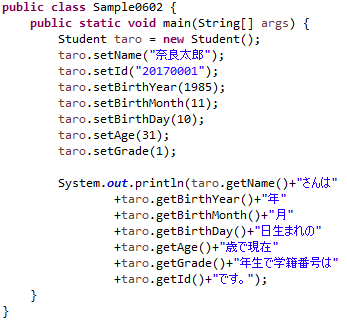 public class Sample0602 {
    public static void main(String[] args) {
        Student taro = new Student();
        taro.setName("奈良太郎");
        taro.setId("20170001");
        taro.setBirthYear(1985);
        taro.setBirthMonth(11);
        taro.setBirthDay(10);
        taro.setAge(31);
        taro.setGrade(1);

        System.out.println(taro.getName()+"さんは"
                +taro.getBirthYear()+"年"
                +taro.getBirthMonth()+"月"
                +taro.getBirthDay()+"日生まれの"
                +taro.getAge()+"歳で現在"
                +taro.getGrade()+"年生で学籍番号は"
                +taro.getId()+"です。");
    }
}